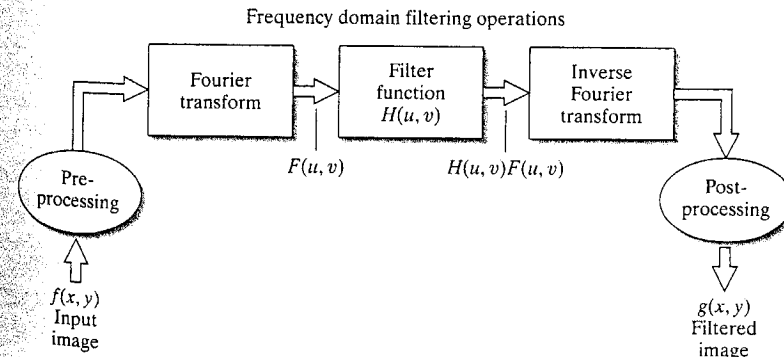 Frequency domain filtering operations
Fourier
transform
Filter
function
H(u, v)
Inverse
Fourier
transform
F(u, v)
H(u, v)F(u, v)
Pre-
processing
Post-
processing
f(x, y)
Input
image
g(x, y)
Filtered
image